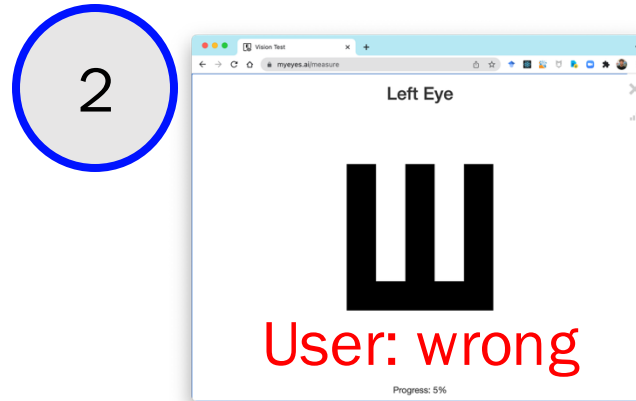 2
Vision Test
myeyes.ai/measure
Left Eye
User: wrong
Progress: 5%